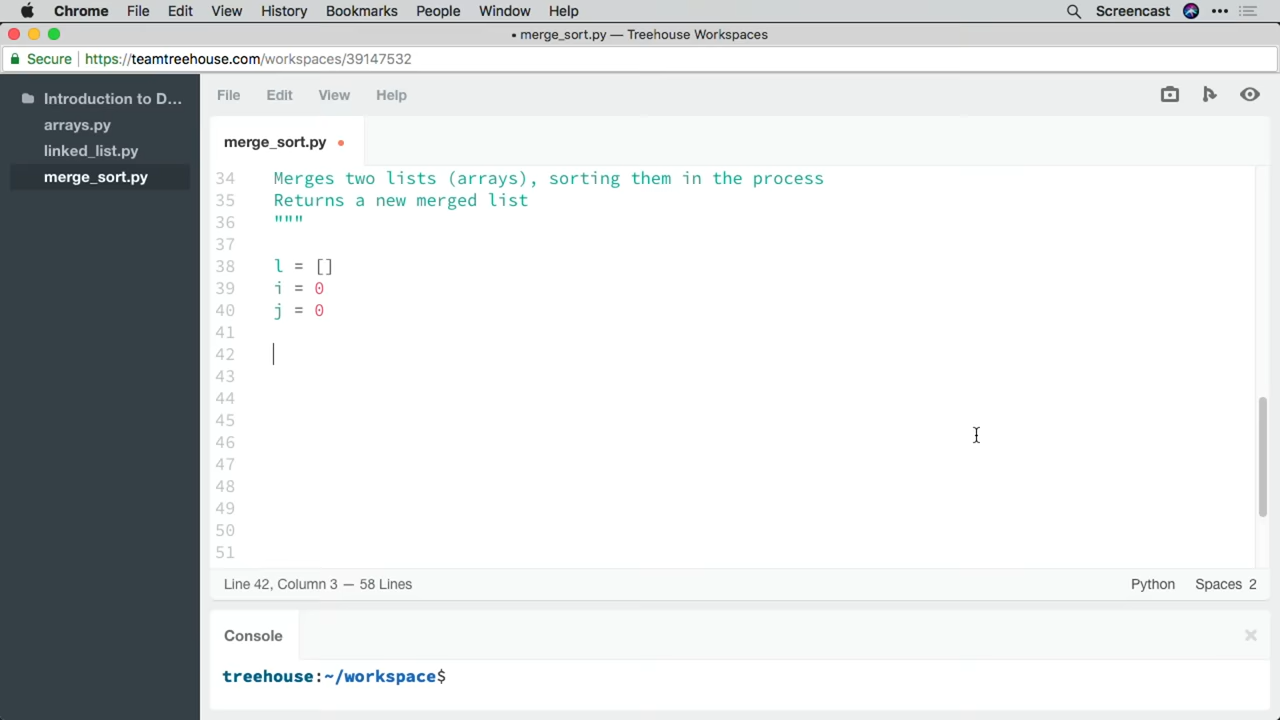 Chrome File Edit View History Bookmarks People Window Help Screencast
• merge_sort.py — Treehouse Workspaces
Secure | https://teamtreehouse.com/workspaces/39147532
Introduction to D...
arrays.py
linked_list.py
merge_sort.py
File Edit View Help
merge_sort.py
34 Merges two lists (arrays), sorting them in the process
35 Returns a new merged list
36 """
37
38 l = []
39 i = 0
40 j = 0
41
42
43
44
45
46
47
48
49
50
51
Line 42, Column 3 — 58 Lines Python Spaces 2
Console
treehouse:~/workspace$